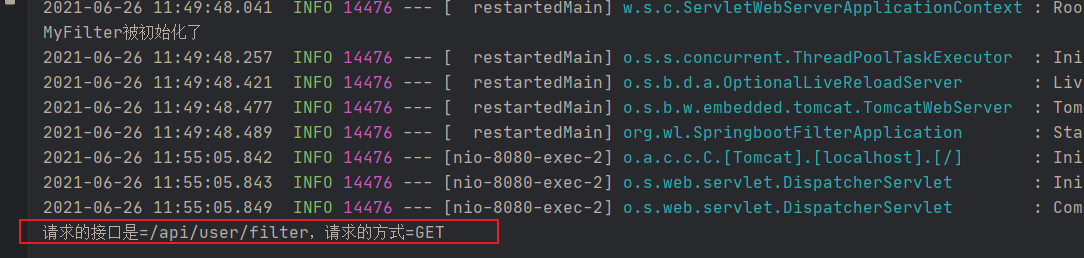 2021-06-26 11:49:48.041  INFO 14476 --- [  restartedMain] w.s.c.ServletWebServerApplicationContext : Roo
MyFilter被初始化了
2021-06-26 11:49:48.257  INFO 14476 --- [  restartedMain] o.s.s.concurrent.ThreadPoolTaskExecutor  : Ini
2021-06-26 11:49:48.421  INFO 14476 --- [  restartedMain] o.s.b.d.a.OptionalLiveReloadServer       : Liv
2021-06-26 11:49:48.477  INFO 14476 --- [  restartedMain] o.s.b.w.embedded.tomcat.TomcatWebServer  : Tom
2021-06-26 11:49:48.489  INFO 14476 --- [  restartedMain] org.wl.SpringbootFilterApplication       : Sta
2021-06-26 11:55:05.842  INFO 14476 --- [nio-8080-exec-2] o.a.c.c.C.[Tomcat].[localhost].[/]       : Ini
2021-06-26 11:55:05.843  INFO 14476 --- [nio-8080-exec-2] o.s.web.servlet.DispatcherServlet        : Ini
2021-06-26 11:55:05.849  INFO 14476 --- [nio-8080-exec-2] o.s.web.servlet.DispatcherServlet        : Com
请求的接口是=/api/user/filter，请求的方式=GET